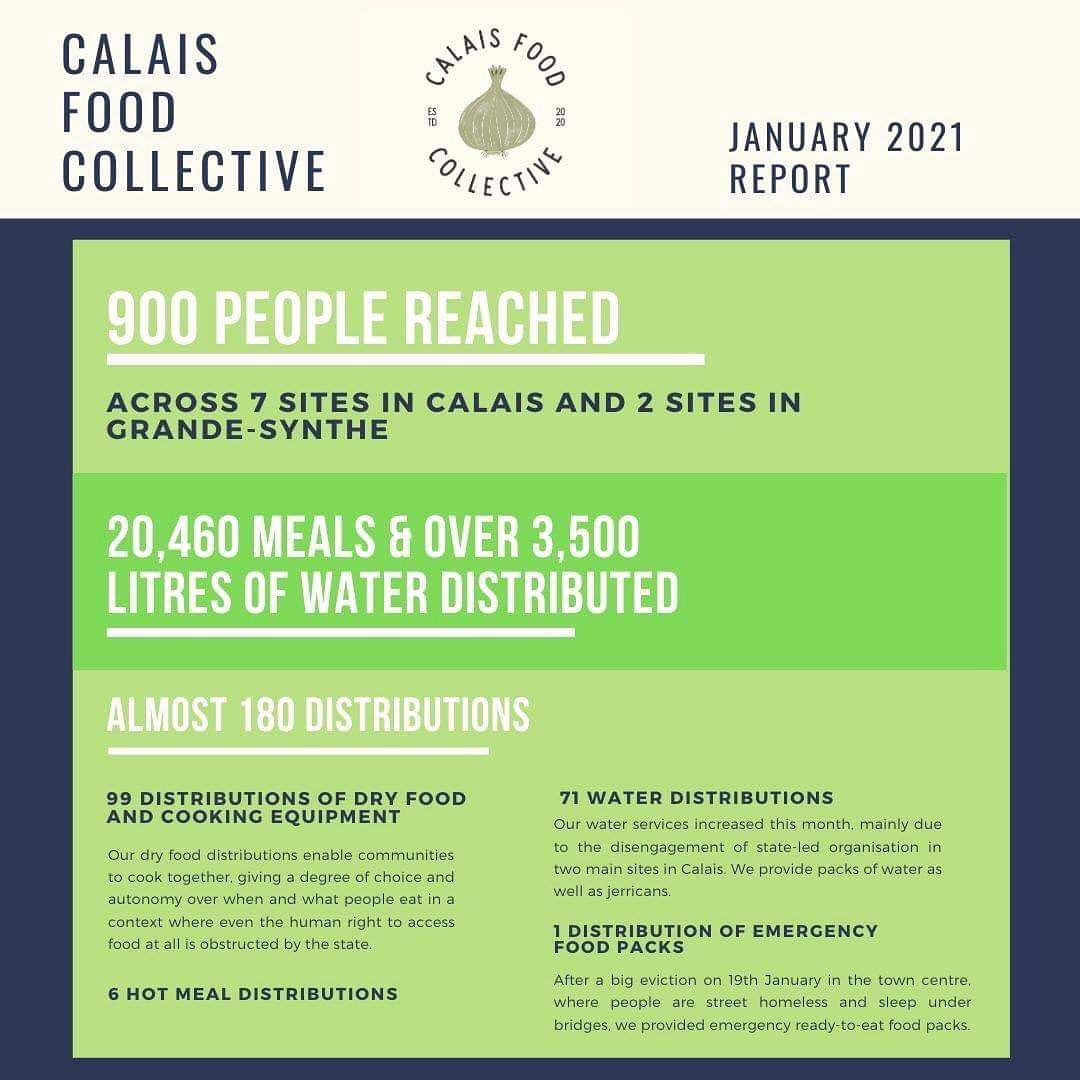 CALAIS
FOOD
COLLECTIVE
CALAIS FOOD
ES
TD
20
20
COLLECTIVE
JANUARY 2021
REPORT
900 PEOPLE REACHED
ACROSS 7 SITES IN CALAIS AND 2 SITES IN
GRANDE-SYNTHE
20,460 MEALS & OVER 3,500
LITRES OF WATER DISTRIBUTED
ALMOST 180 DISTRIBUTIONS
99 DISTRIBUTIONS OF DRY FOOD
AND COOKING EQUIPMENT
Our dry food distributions enable communities
to cook together, giving a degree of choice and
autonomy over when and what people eat in a
context where even the human right to access
food at all is obstructed by the state.
6 HOT MEAL DISTRIBUTIONS
71 WATER DISTRIBUTIONS
Our water services increased this month, mainly due
to the disengagement of state-led organisation in
two main sites in Calais. We provide packs of water as
well as jerricans.
1 DISTRIBUTION OF EMERGENCY
FOOD PACKS
After a big eviction on 19th January in the town centre,
where people are street homeless and sleep under
bridges, we provided emergency ready-to-eat food packs.